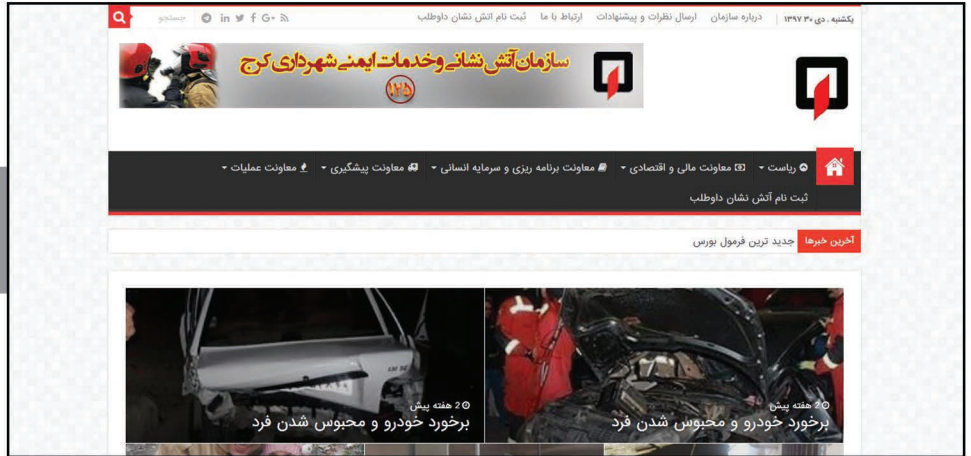 یکشنبه , دی ۳۰ ۱۳۹۷
درباره سازمان ارسال نظرات و پیشنهادات ارتباط با ما ثبت نام اتش نشان داوطلب
جستجو
سازمان آتش نشانی و خدمات ایمنی شهرداری کرج
۱۲۵
ریاست معاونت مالی و اقتصادی معاونت برنامه ریزی و سرمایه انسانی معاونت پیشگیری معاونت عملیات
ثبت نام آتش نشان داوطلب
آخرین خبرها جدید ترین فرمول بورس
2 هفته پیش
برخورد خودرو و محبوس شدن فرد
2 هفته پیش
برخورد خودرو و محبوس شدن فرد